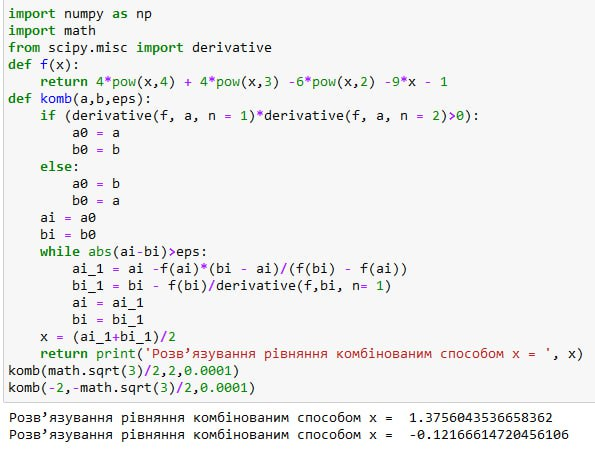 import numpy as np
import math
from scipy.misc import derivative
def f(x):
    return 4*pow(x,4) + 4*pow(x,3) -6*pow(x,2) -9*x - 1
def komb(a,b,eps):
    if (derivative(f, a, n = 1)*derivative(f, a, n = 2)>0):
        a0 = a
        b0 = b
    else:
        a0 = b
        b0 = a
    ai = a0
    bi = b0
    while abs(ai-bi)>eps:
        ai_1 = ai -f(ai)*(bi - ai)/(f(bi) - f(ai))
        bi_1 = bi - f(bi)/derivative(f,bi, n= 1)
        ai = ai_1
        bi = bi_1
    x = (ai_1+bi_1)/2
    return print('Розв’язування рівняння комбінованим способом x = ', x)
komb(math.sqrt(3)/2,2,0.0001)
komb(-2,-math.sqrt(3)/2,0.0001)
Розв’язування рівняння комбінованим способом x =  1.3756043536658362
Розв’язування рівняння комбінованим способом x =  -0.12166614720456106